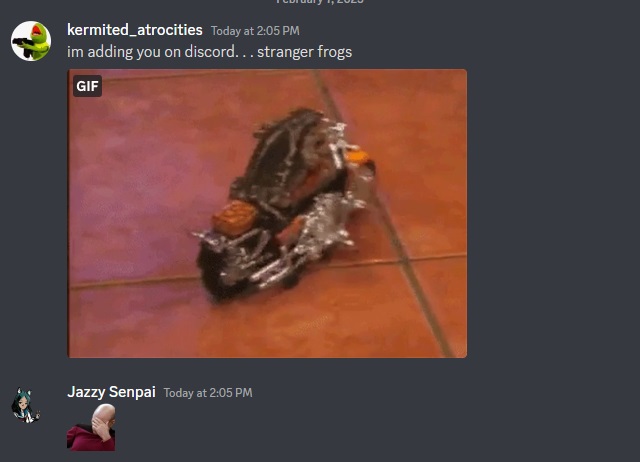 kermited_atrocities Today at 2:05 PM
im adding you on discord. . . stranger frogs
GIF
Jazzy Senpai Today at 2:05 PM